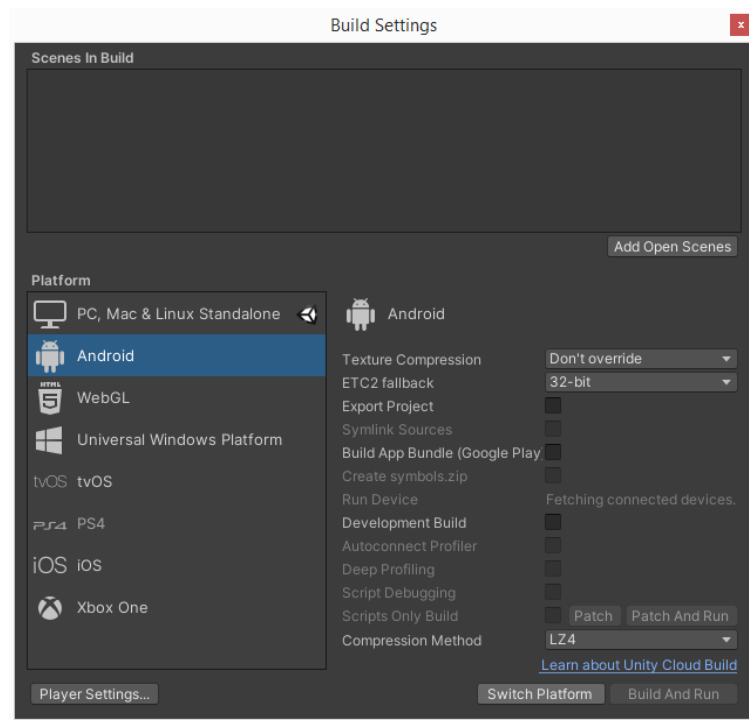 Build Settings
x
Scenes In Build
Add Open Scenes
Platform
PC, Mac & Linux Standalone
Android
HTML
5
WebGL
Universal Windows Platform
tvOS tvOS
PS4 PS4
iOS iOS
Xbox One
Android
Texture Compression Don't override
ETC2 fallback 32-bit
Export Project
Symlink Sources
Build App Bundle (Google Play
Create symbols.zip
Run Device Fetching connected devices.
Development Build
Autoconnect Profiler
Deep Profiling
Script Debugging
Scripts Only Build Patch Patch And Run
Compression Method LZ4
Learn about Unity Cloud Build
Player Settings... Switch Platform Build And Run